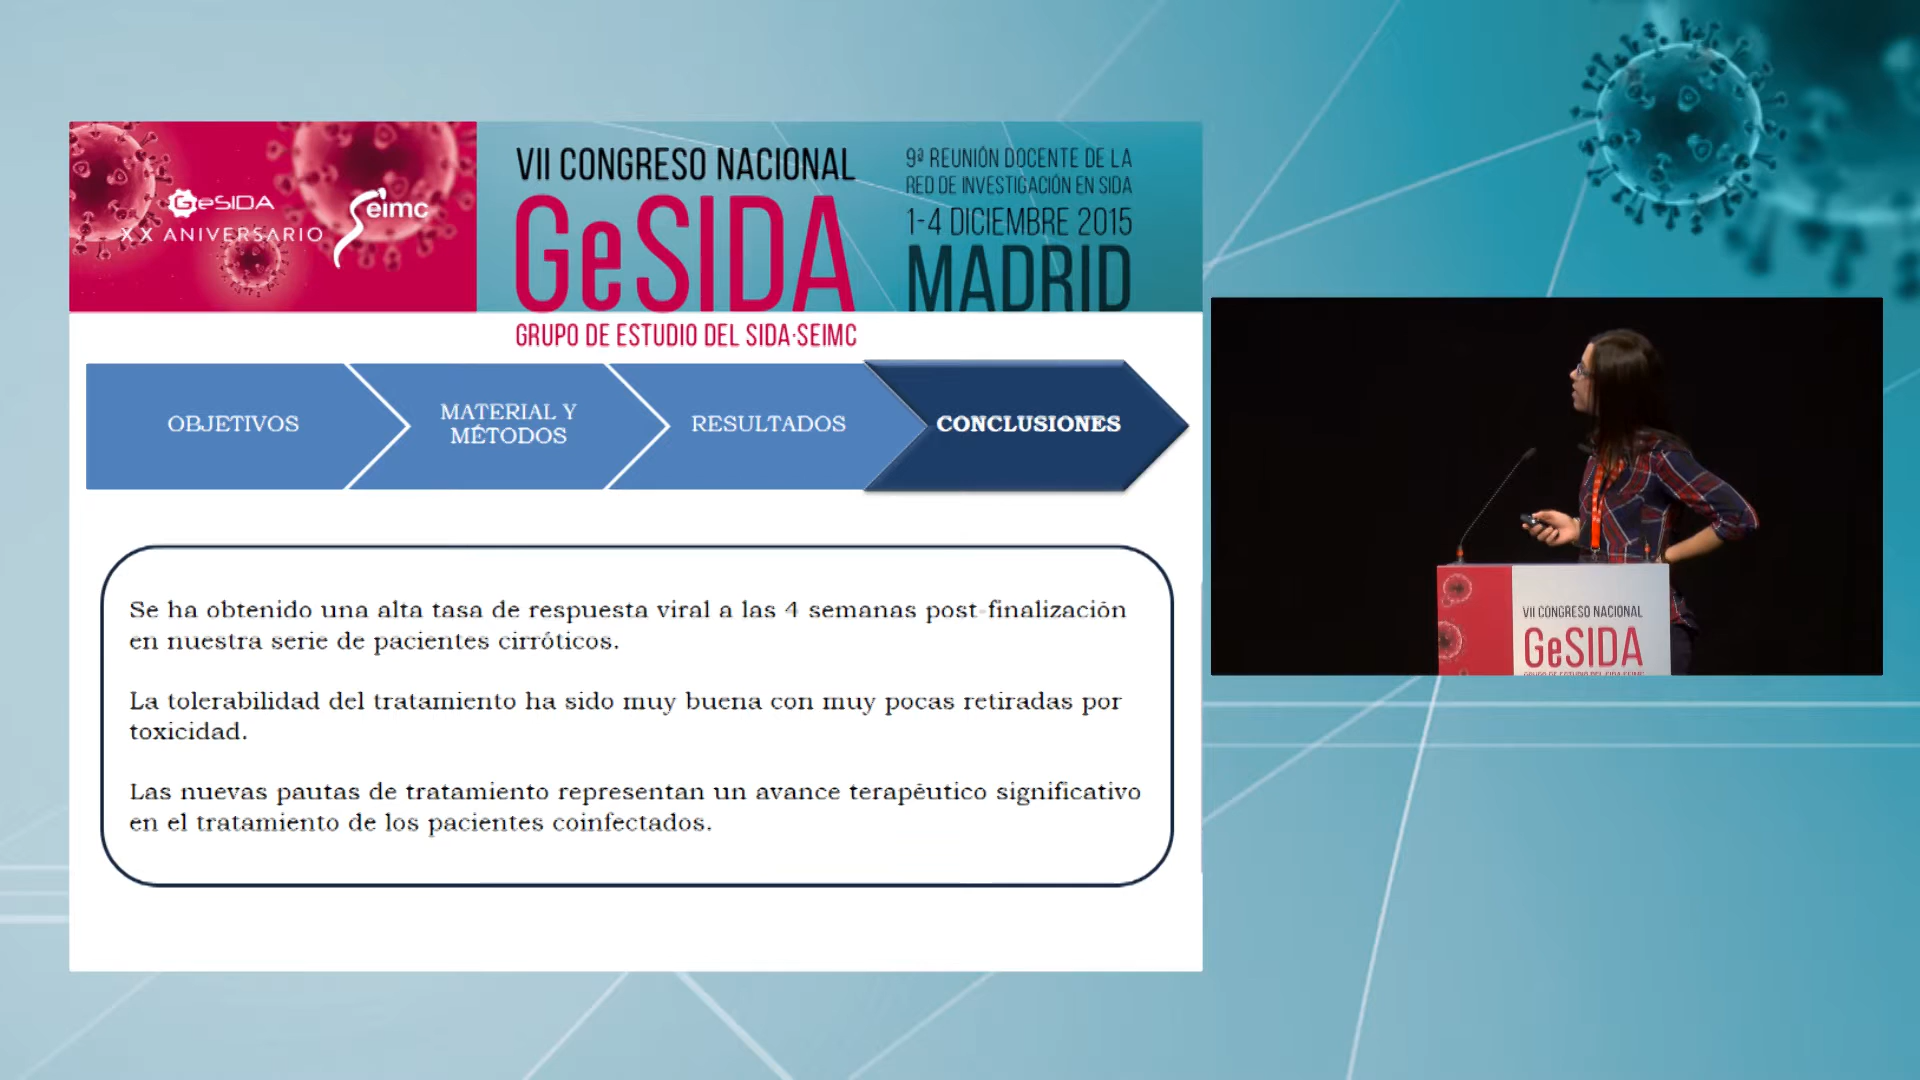 GeSIDA
XX ANIVERSARIO
Seimc
VII CONGRESO NACIONAL
GeSIDA
GRUPO DE ESTUDIO DEL SIDA·SEIMC
9ª REUNIÓN DOCENTE DE LA
RED DE INVESTIGACIÓN EN SIDA
1-4 DICIEMBRE 2015
MADRID
OBJETIVOS
MATERIAL Y
MÉTODOS
RESULTADOS
CONCLUSIONES
Se ha obtenido una alta tasa de respuesta viral a las 4 semanas post-finalización
en nuestra serie de pacientes cirróticos.
La tolerabilidad del tratamiento ha sido muy buena con muy pocas retiradas por
toxicidad.
Las nuevas pautas de tratamiento representan un avance terapéutico significativo
en el tratamiento de los pacientes coinfectados.
VII CONGRESO NACIONAL
GeSIDA